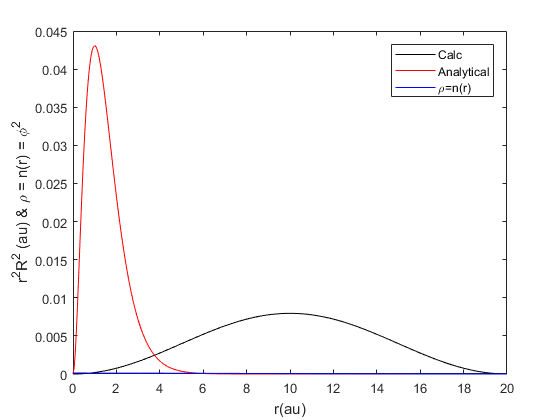 0.045
0.04
0.035
0.03
0.025
0.02
0.015
0.01
0.005
0
0 2 4 6 8 10 12 14 16 18 20
r(au)
r²R² (au) & ρ = n(r) = ϕ²
Calc
Analytical
ρ=n(r)